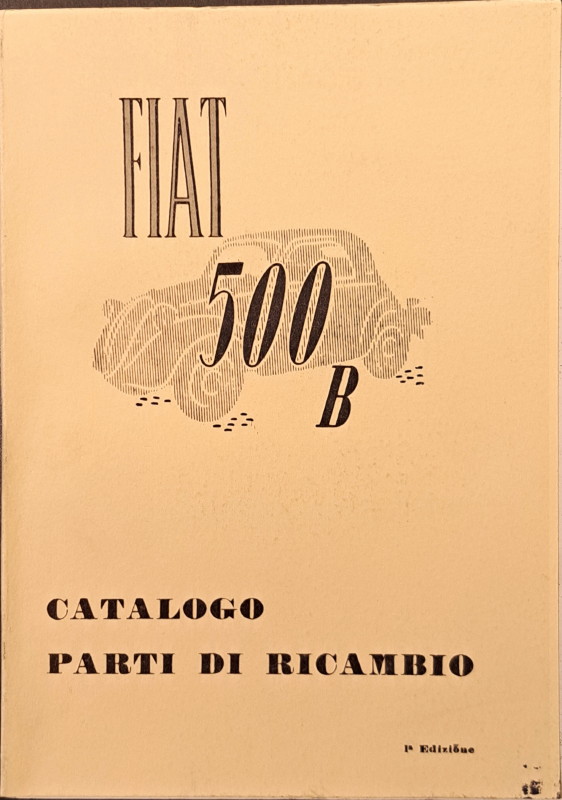 FIAT
500
B
CATALOGO
PARTI DI RICAMBIO
1ª Edizione